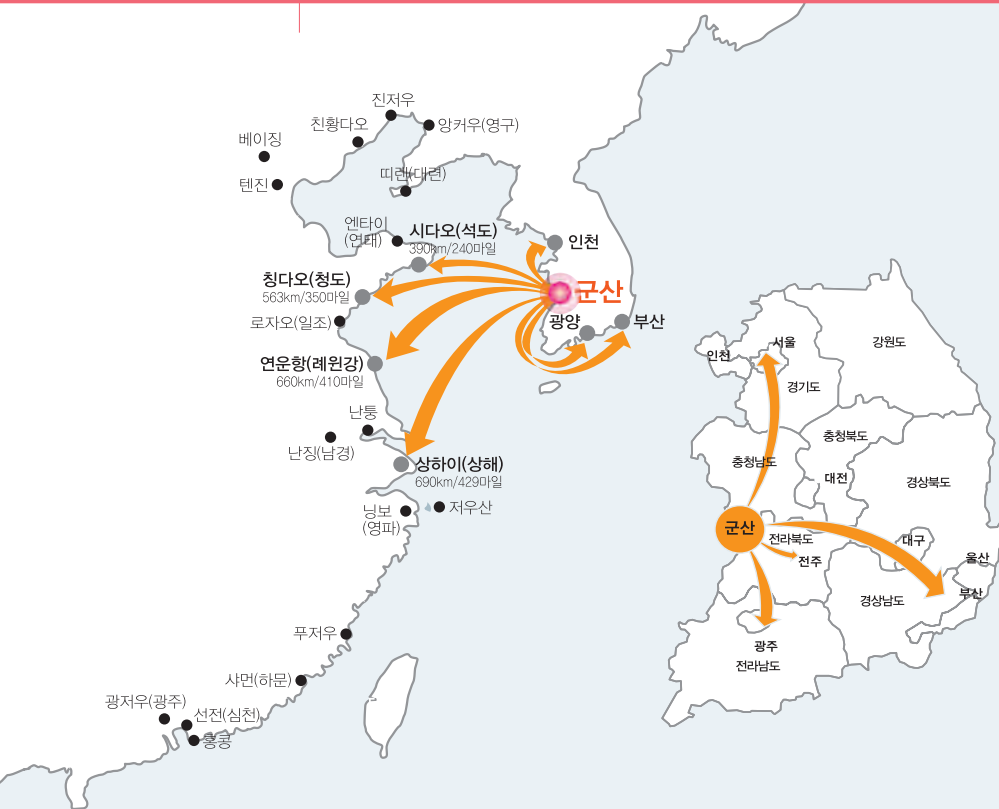 진저우
친황다오
앙커우(영구)
베이징
텐진
띠렌(대련)
엔타이
(연태)
시다오(석도)
390km/240마일
인천
칭다오(청도)
563km/350마일
군산
광양
부산
로자오(일조)
연운항(례윈강)
660km/410마일
난퉁
난징(남경)
상하이(상해)
690km/429마일
닝보
(영파)
저우산
푸저우
샤먼(하문)
광저우(광주)
선전(심천)
홍콩
서울
인천
강원도
경기도
충청북도
충청남도
대전
경상북도
군산
전라북도
대구
전주
울산
부산
경상남도
광주
전라남도